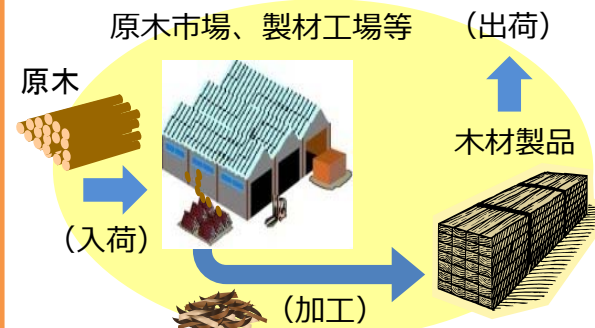 原木市場、製材工場等 （出荷）
原木
木材製品
（入荷）
（加工）